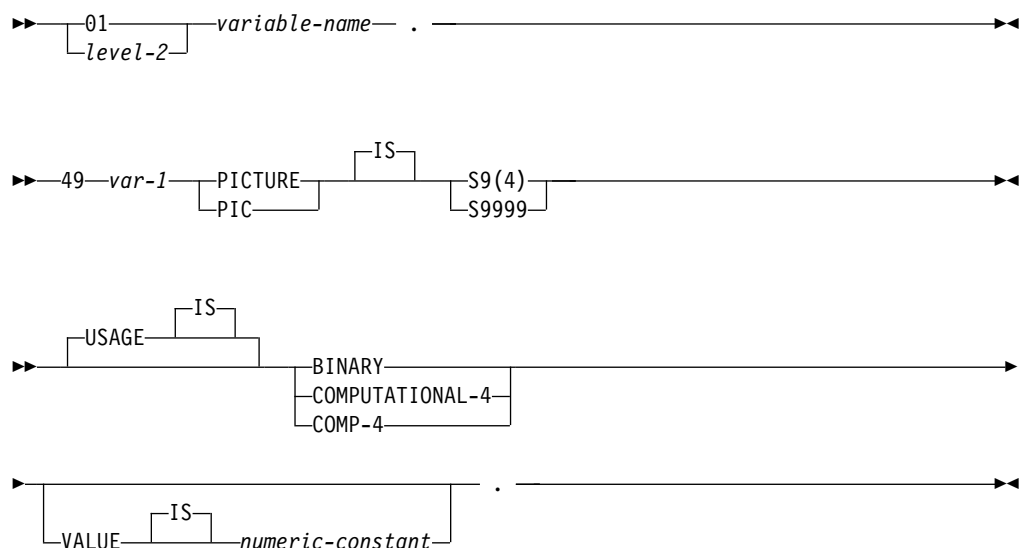 01 variable-name .
level-2
IS
49 var-1 PICTURE S9(4)
PIC S9999
IS
USAGE
BINARY
COMPUTATIONAL-4
COMP-4
.
IS
VALUE numeric-constant